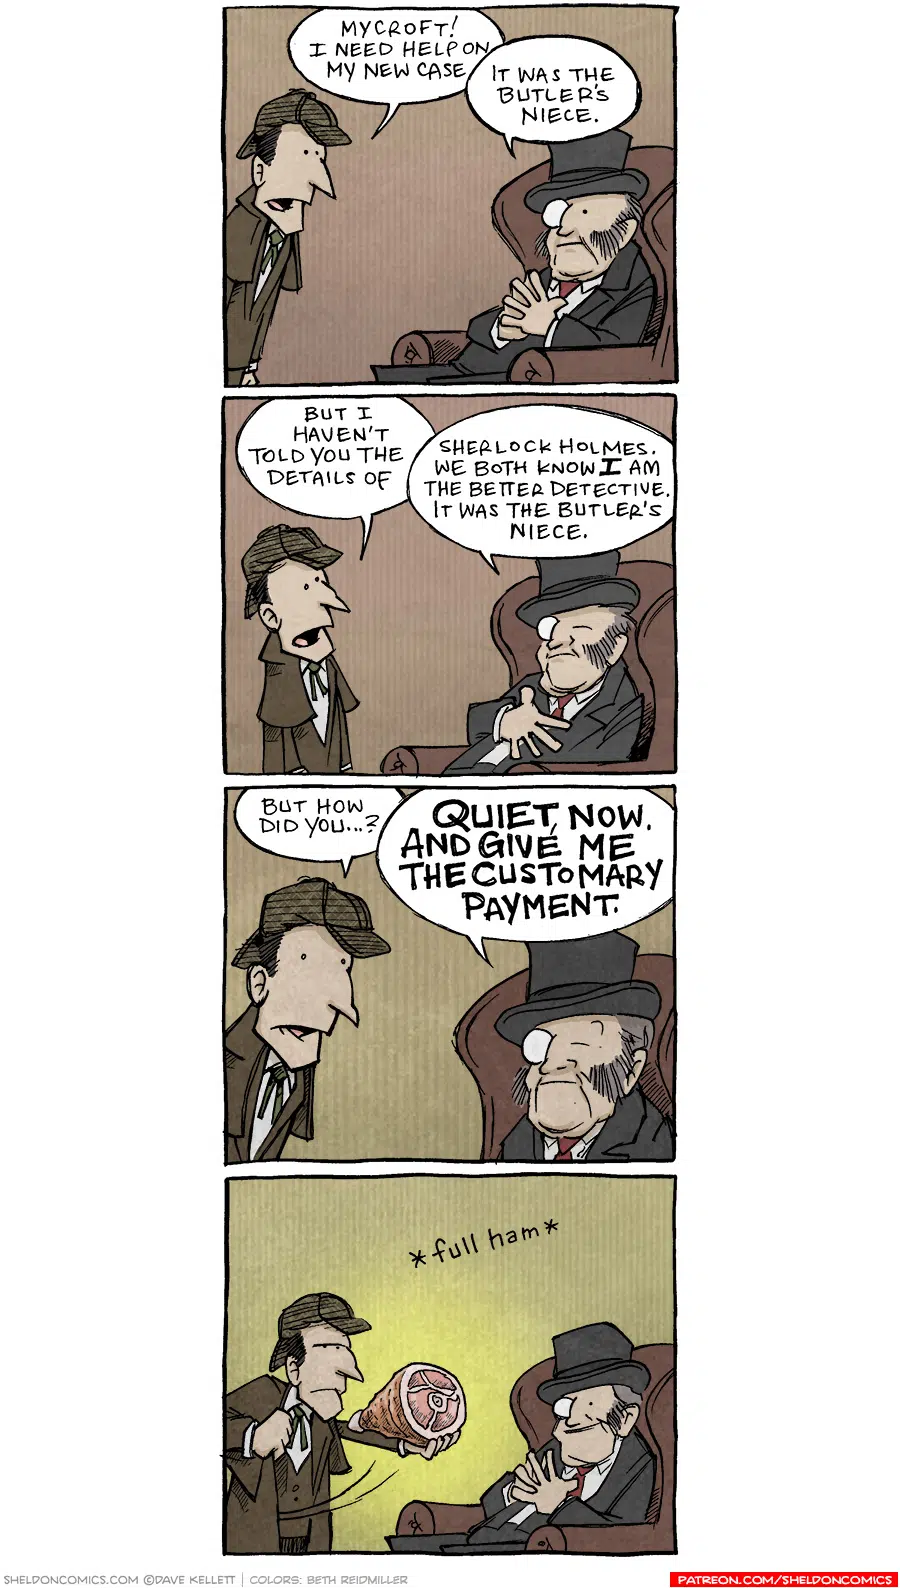 MYCROFT!
I NEED HELP ON
MY NEW CASE
IT WAS THE
BUTLER'S
NIECE.
BUT I
HAVEN'T
TOLD YOU THE
DETAILS OF
SHERLOCK HOLMES.
WE BOTH KNOW I AM
THE BETTER DETECTIVE.
IT WAS THE BUTLER'S
NIECE.
BUT HOW
DID YOU...?
QUIET, NOW.
AND GIVE ME
THE CUSTOMARY
PAYMENT.
*full ham*
SHELDONCOMICS.COM ©DAVE KELLETT | COLORS: BETH REIDMILLER
PATREON.COM/SHELDONCOMICS